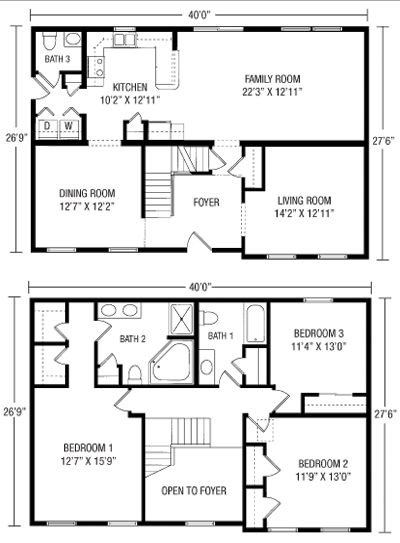 40'0"
BATH 3
KITCHEN
10'2" X 12'11"
FAMILY ROOM
22'3" X 12'11"
26'9"
27'6"
D W
DINING ROOM
12'7" X 12'2"
FOYER
LIVING ROOM
14'2" X 12'11"
40'0"
BATH 2
BATH 1
BEDROOM 3
11'4" X 13'0"
26'9"
27'6"
BEDROOM 1
12'7" X 15'9"
OPEN TO FOYER
BEDROOM 2
11'9" X 13'0"